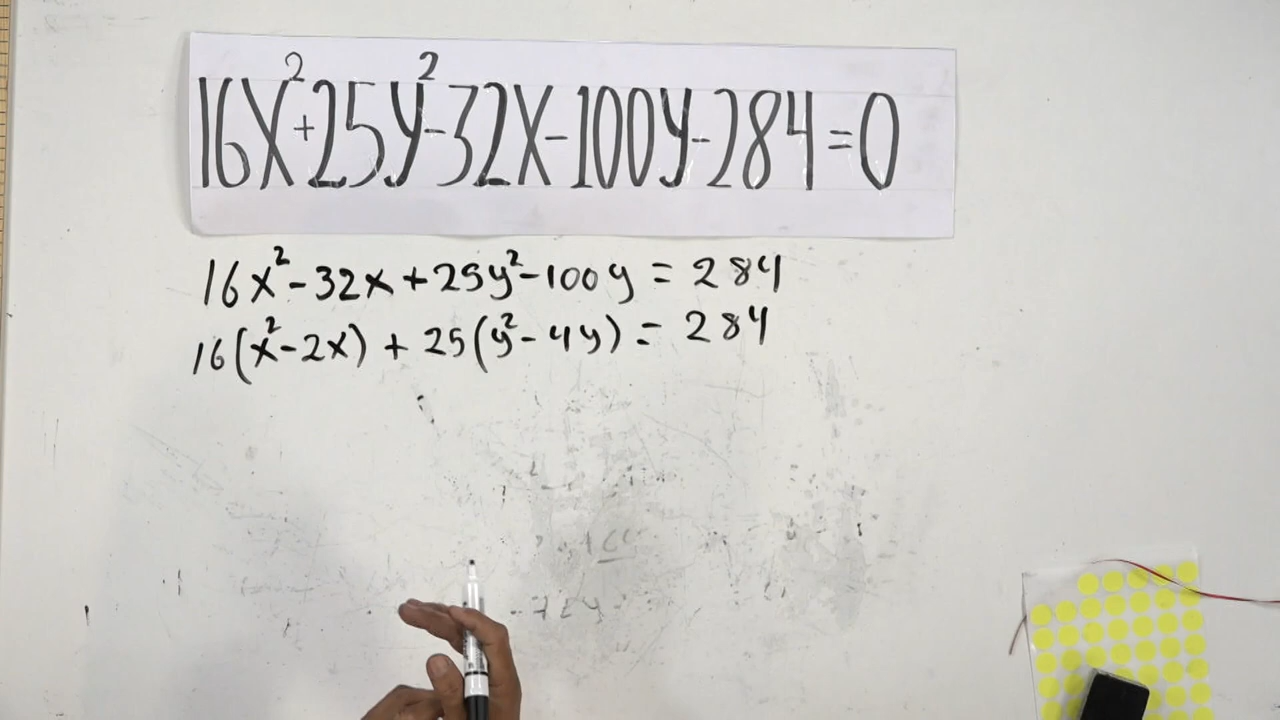 16X²+25y²-32X-100y-284=0
16x²-32x+25y²-100y=284
16(x²-2x)+25(y²-4y)=284